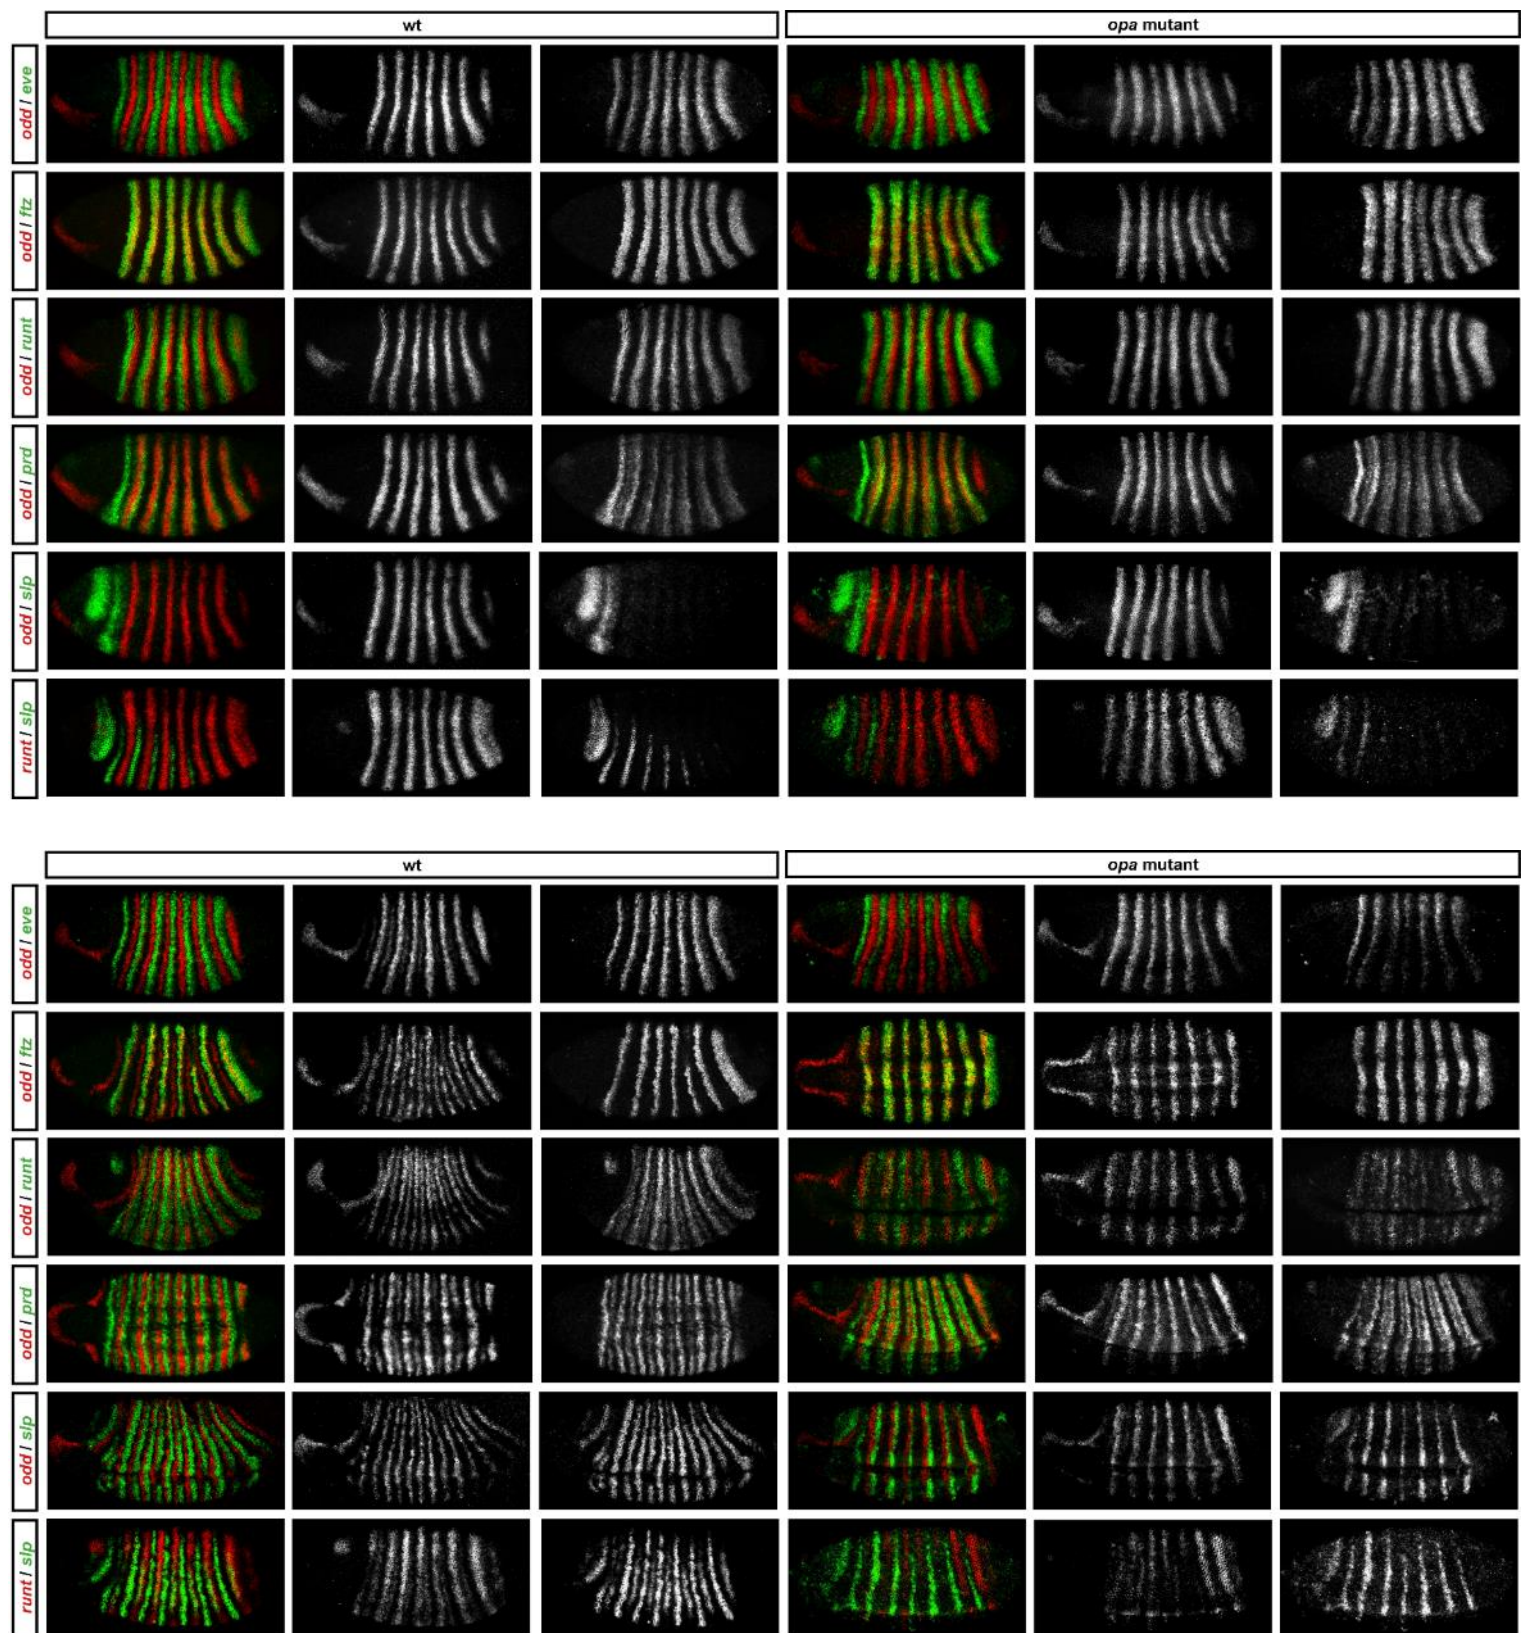 wt
opa mutant
odd / eve
odd / ftz
odd / runt
odd / prd
odd / slp
runt / slp
wt
opa mutant
odd / eve
odd / ftz
odd / runt
odd / prd
odd / slp
runt / slp